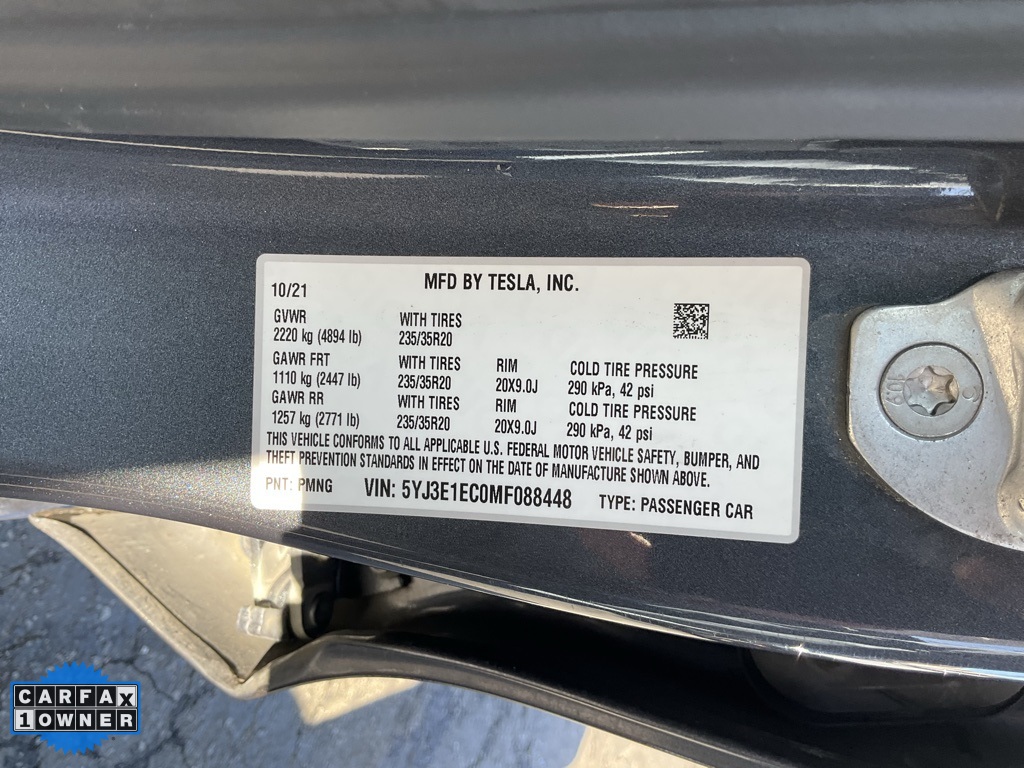 MFD BY TESLA, INC.
10/21
GVWR WITH TIRES
2220 kg (4894 lb) 235/35R20
GAWR FRT WITH TIRES RIM COLD TIRE PRESSURE
1110 kg (2447 lb) 235/35R20 20X9.0J 290 kPa, 42 psi
GAWR RR WITH TIRES RIM COLD TIRE PRESSURE
1257 kg (2771 lb) 235/35R20 20X9.0J 290 kPa, 42 psi
THIS VEHICLE CONFORMS TO ALL APPLICABLE U.S. FEDERAL MOTOR VEHICLE SAFETY, BUMPER, AND
THEFT PREVENTION STANDARDS IN EFFECT ON THE DATE OF MANUFACTURE SHOWN ABOVE.
PNT: PMNG VIN: 5YJ3E1EC0MF088448 TYPE: PASSENGER CAR
CARFAX
1 OWNER